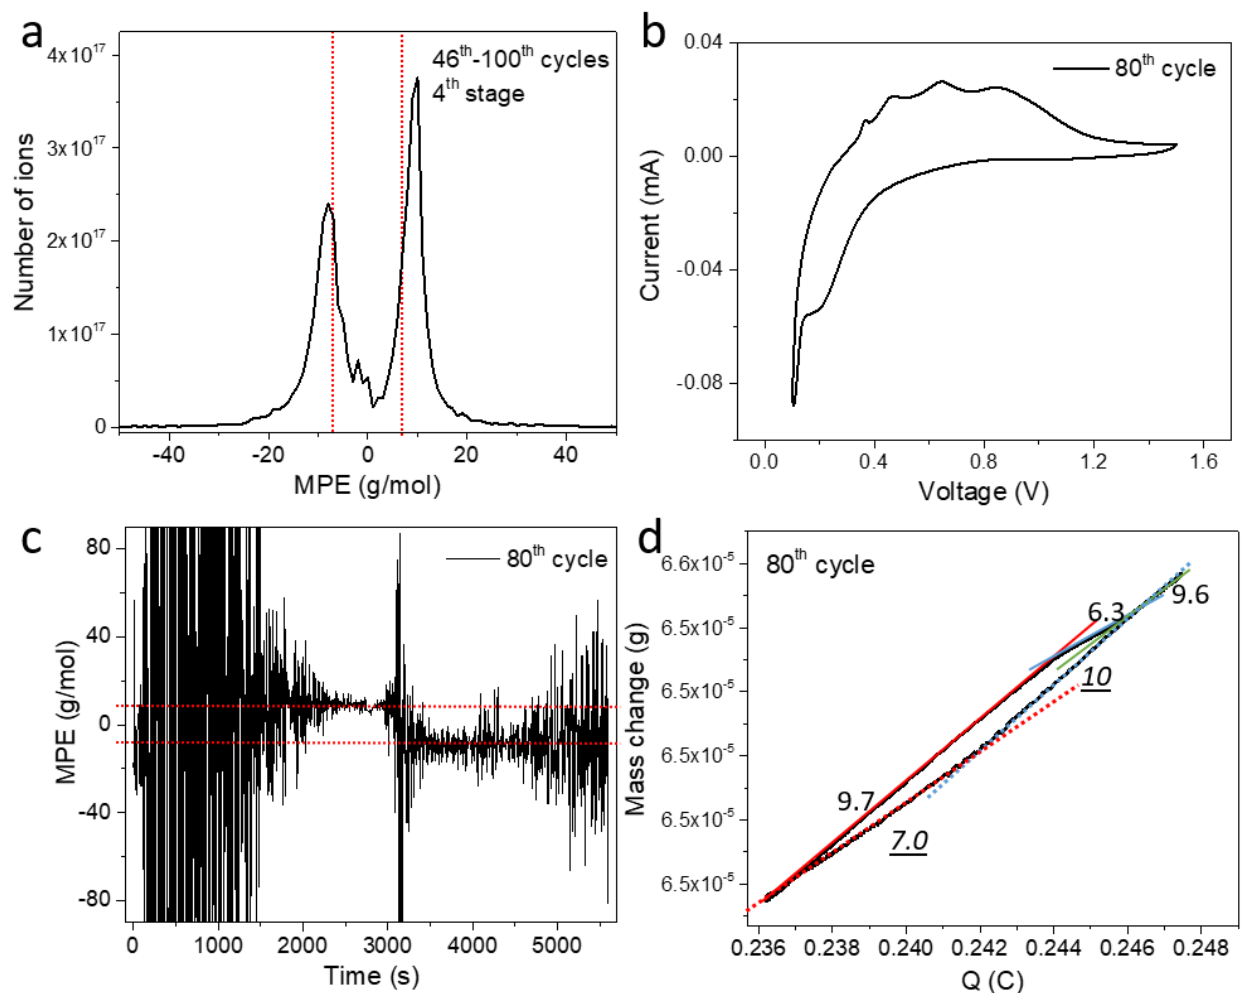 a
46th-100th cycles
4th stage
4x10^17
3x10^17
2x10^17
1x10^17
0
-40 -20 0 20 40
Number of ions
MPE (g/mol)
b
80th cycle
0.04
0.00
-0.04
-0.08
0.0 0.4 0.8 1.2 1.6
Current (mA)
Voltage (V)
c
80th cycle
80
40
0
-40
-80
0 1000 2000 3000 4000 5000
MPE (g/mol)
Time (s)
d
80th cycle
6.6x10^-5
6.5x10^-5
6.5x10^-5
6.5x10^-5
6.5x10^-5
6.5x10^-5
9.6
6.3
10
9.7
7.0
0.236 0.238 0.240 0.242 0.244 0.246 0.248
Mass change (g)
Q (C)